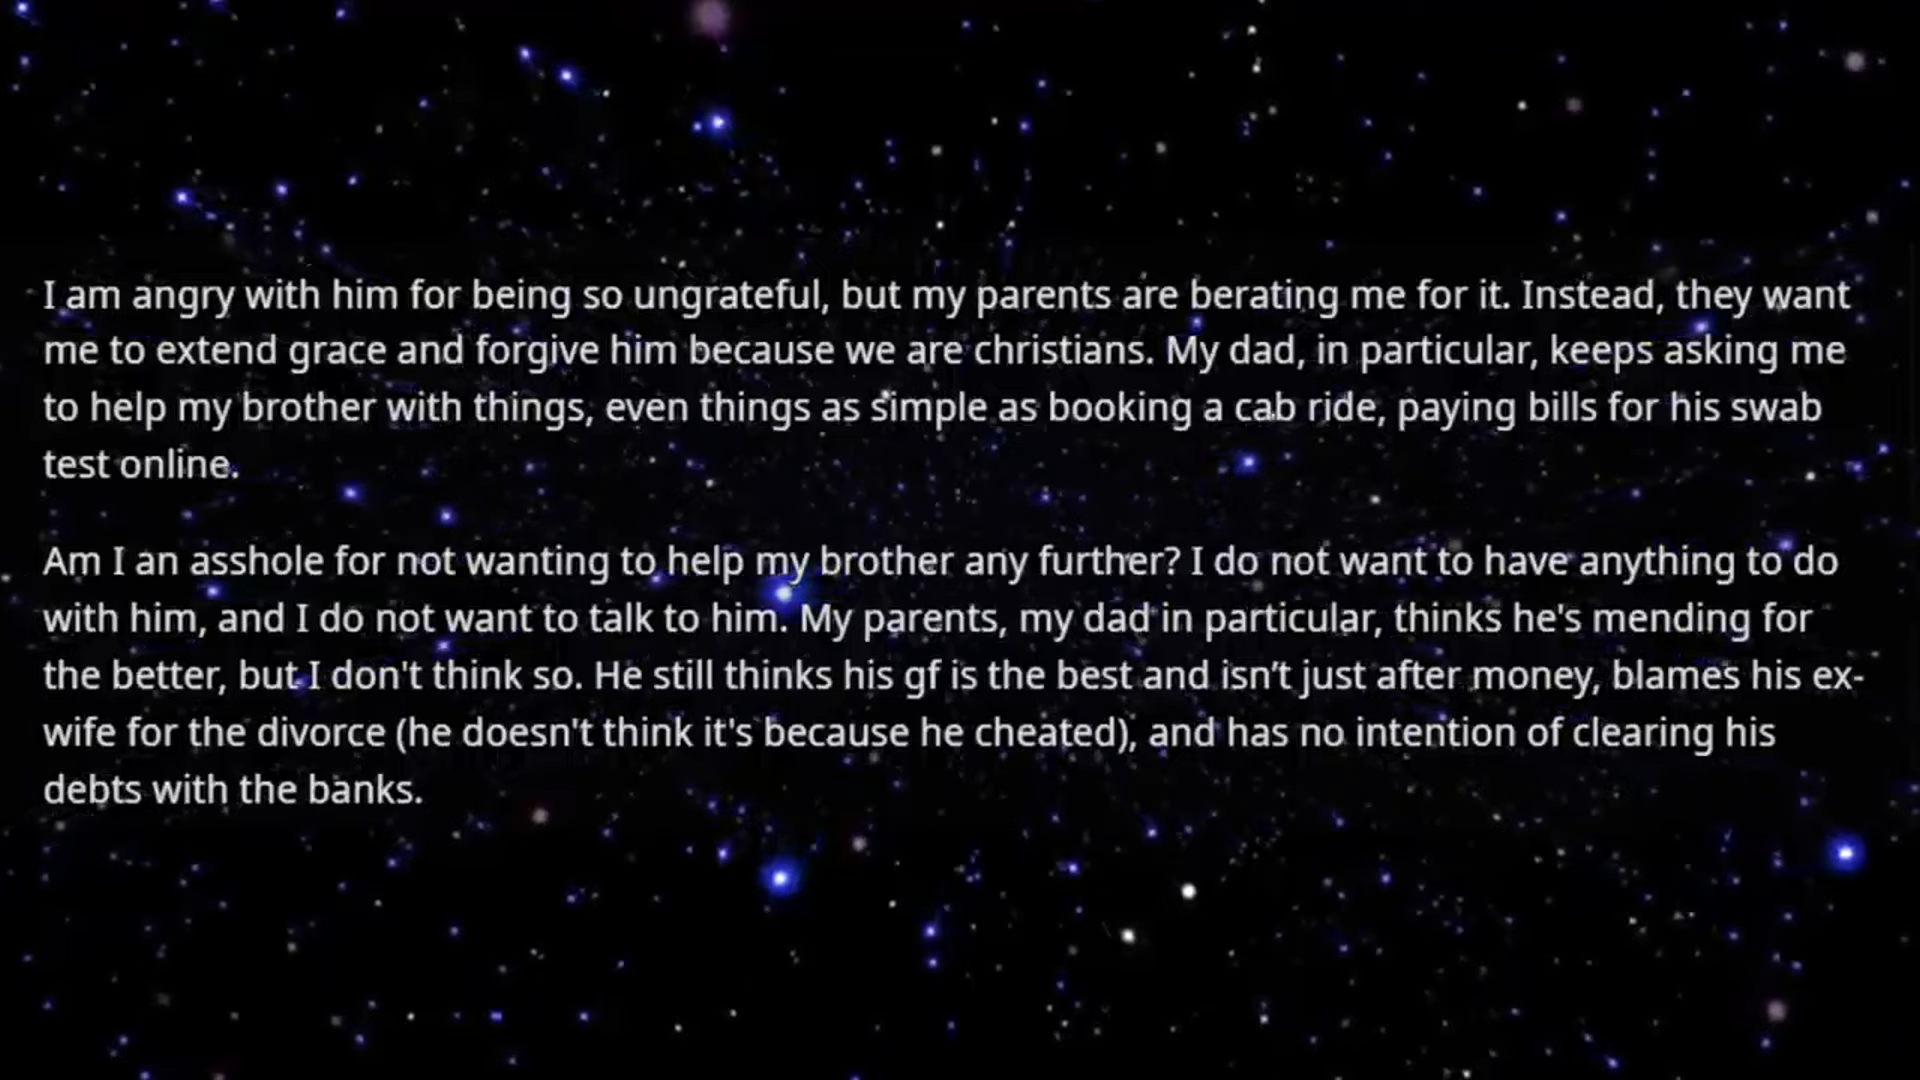 I am angry with him for being so ungrateful, but my parents are berating me for it. Instead, they want
me to extend grace and forgive him because we are christians. My dad, in particular, keeps asking me
to help my brother with things, even things as simple as booking a cab ride, paying bills for his swab
test online.
Am I an asshole for not wanting to help my brother any further? I do not want to have anything to do
with him, and I do not want to talk to him. My parents, my dad in particular, thinks he's mending for
the better, but I don't think so. He still thinks his gf is the best and isn’t just after money, blames his ex-
wife for the divorce (he doesn't think it's because he cheated), and has no intention of clearing his
debts with the banks.